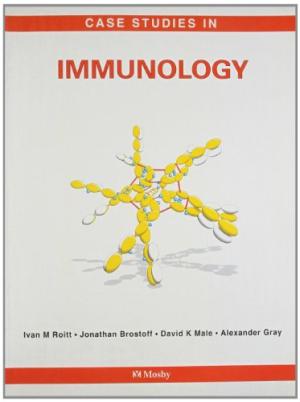 CASE STUDIES IN
IMMUNOLOGY
Ivan M Roitt • Jonathan Brostoff • David K Male • Alexander Gray
M Mosby